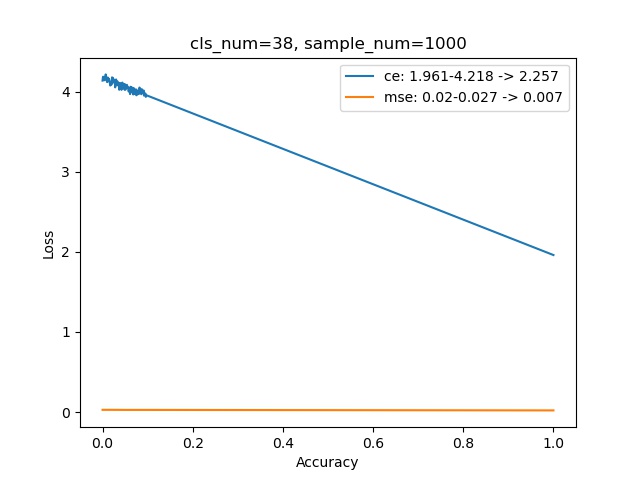 cls_num=38, sample_num=1000
ce: 1.961-4.218 -> 2.257
mse: 0.02-0.027 -> 0.007
4
3
2
1
0
Loss
0.0 0.2 0.4 0.6 0.8 1.0
Accuracy